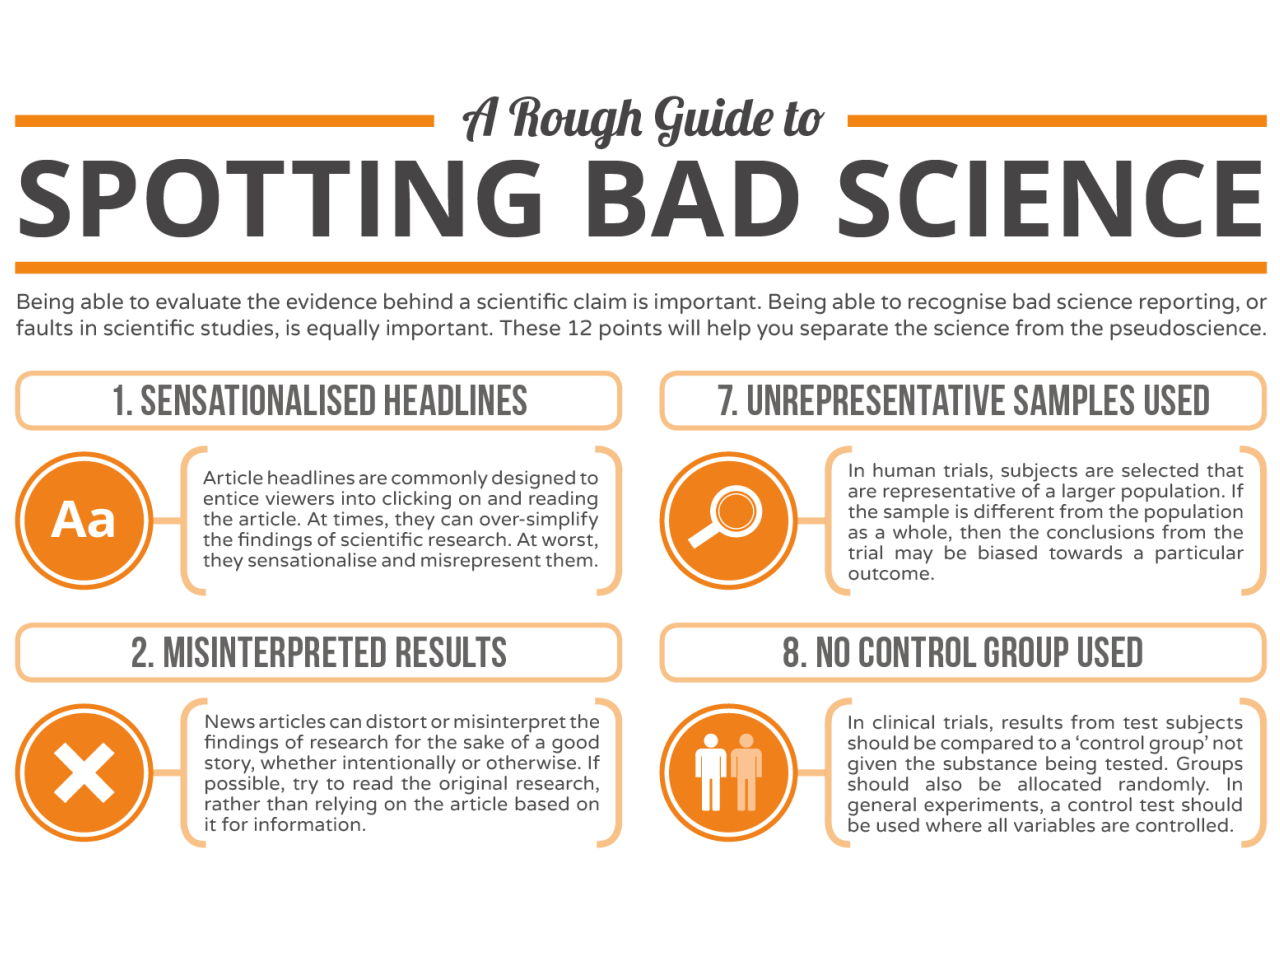 A Rough Guide to
SPOTTING BAD SCIENCE
Being able to evaluate the evidence behind a scientific claim is important. Being able to recognise bad science reporting, or
faults in scientific studies, is equally important. These 12 points will help you separate the science from the pseudoscience.
1. SENSATIONALISED HEADLINES
Aa
Article headlines are commonly designed to
entice viewers into clicking on and reading
the article. At times, they can over-simplify
the findings of scientific research. At worst,
they sensationalise and misrepresent them.
2. MISINTERPRETED RESULTS
News articles can distort or misinterpret the
findings of research for the sake of a good
story, whether intentionally or otherwise. If
possible, try to read the original research,
rather than relying on the article based on
it for information.
7. UNREPRESENTATIVE SAMPLES USED
In human trials, subjects are selected that
are representative of a larger population. If
the sample is different from the population
as a whole, then the conclusions from the
trial may be biased towards a particular
outcome.
8. NO CONTROL GROUP USED
In clinical trials, results from test subjects
should be compared to a ‘control group’ not
given the substance being tested. Groups
should also be allocated randomly. In
general experiments, a control test should
be used where all variables are controlled.